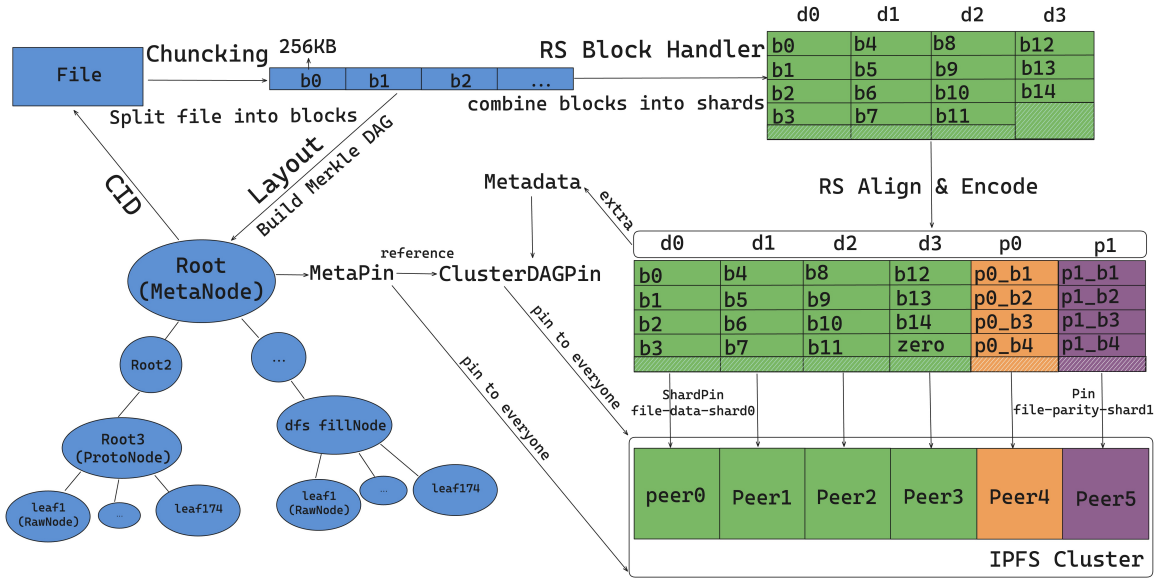 d0 d1 d2 d3
File
Chuncking
256KB
b0 b1 b2 ...
Split file into blocks
RS Block Handler
combine blocks into shards
b0 b4 b8 b12
b1 b5 b9 b13
b2 b6 b10 b14
b3 b7 b11
CID
Layout
Build Merkle DAG
RS Align & Encode
Metadata
extra
d0 d1 d2 d3 p0 p1
b0 b4 b8 b12 p0_b1 p1_b1
b1 b5 b9 b13 p0_b2 p1_b2
b2 b6 b10 b14 p0_b3 p1_b3
b3 b7 b11 zero p0_b4 p1_b4
Root
(MetaNode)
MetaPin
reference
ClusterDAGPin
pin to everyone
pin to everyone
Root2
...
Root3
(ProtoNode)
dfs fillNode
leaf1
(RawNode)
...
leaf174
leaf1
(RawNode)
...
leaf174
ShardPin
file-data-shard0
Pin
file-parity-shard1
peer0 Peer1 Peer2 Peer3 Peer4 Peer5
IPFS Cluster